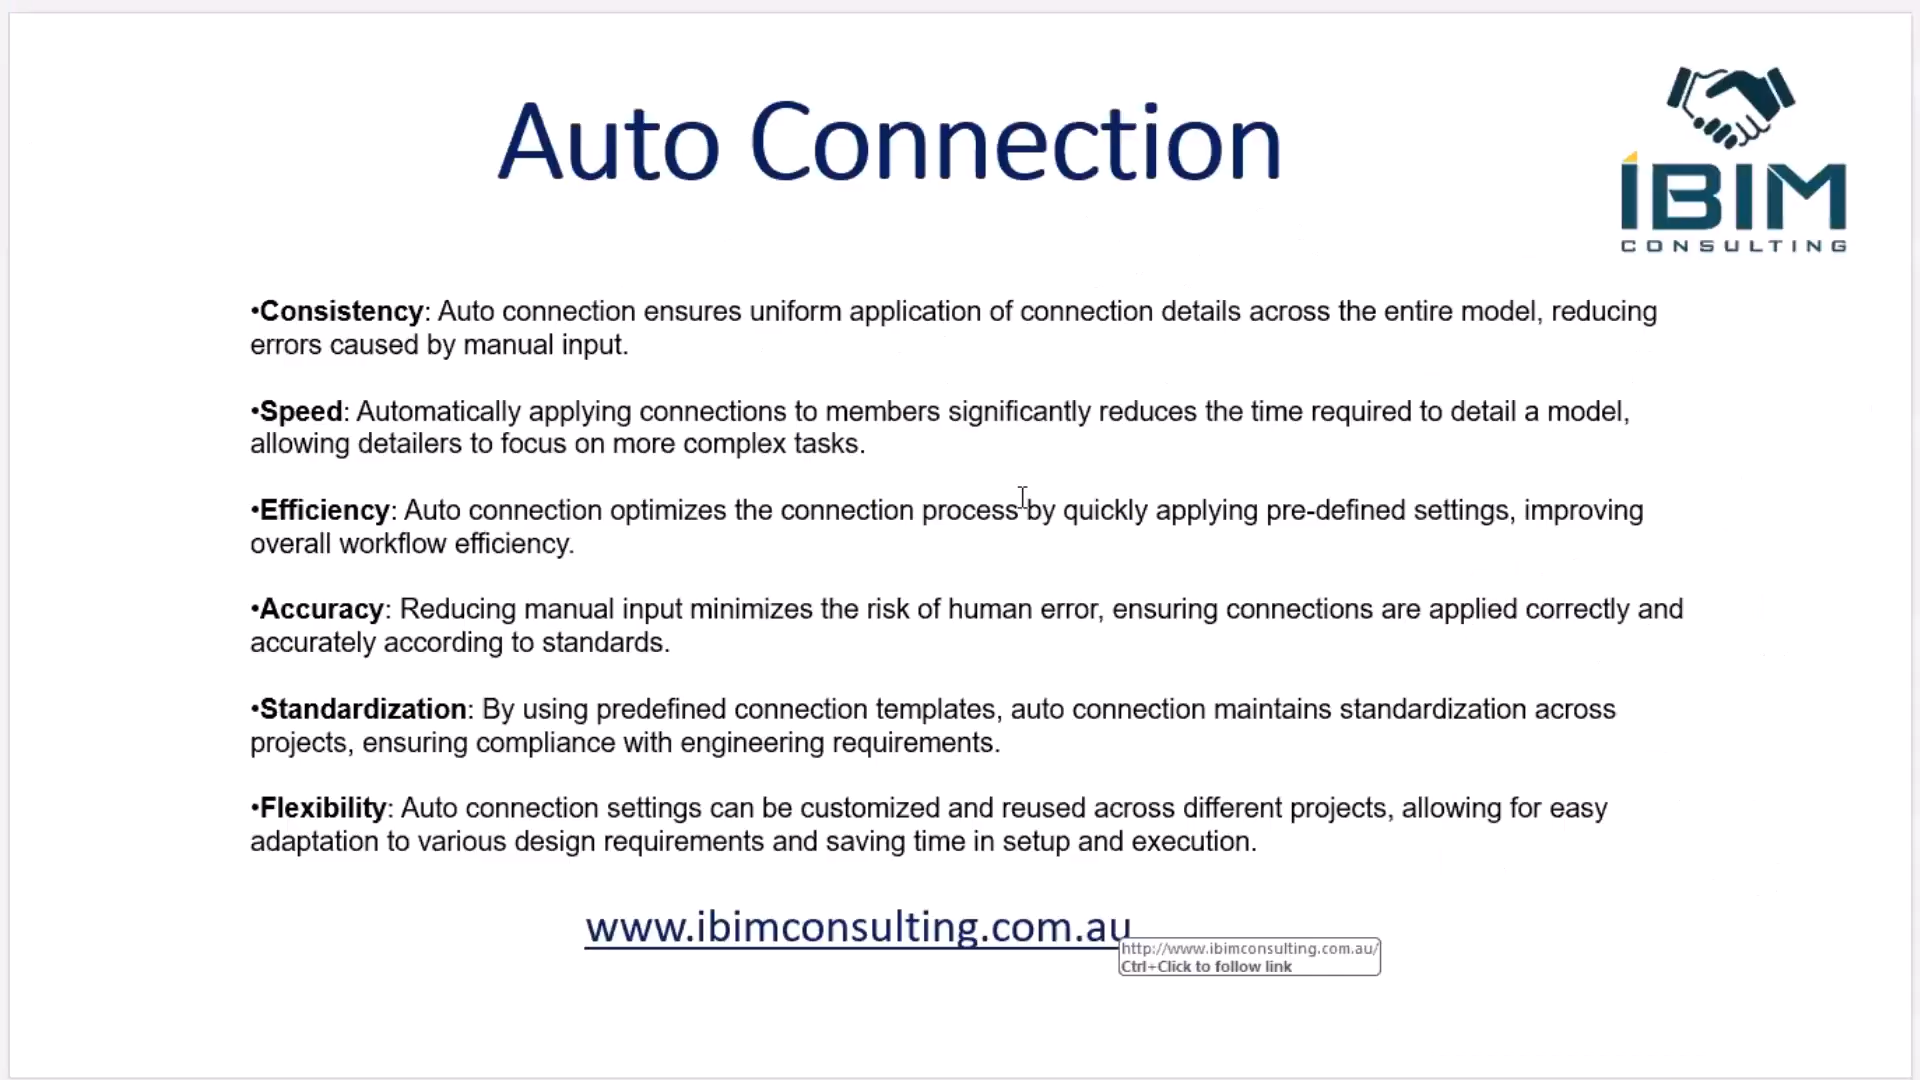 Auto Connection
iBIM
CONSULTING
•Consistency: Auto connection ensures uniform application of connection details across the entire model, reducing
errors caused by manual input.
•Speed: Automatically applying connections to members significantly reduces the time required to detail a model,
allowing detailers to focus on more complex tasks.
•Efficiency: Auto connection optimizes the connection process by quickly applying pre-defined settings, improving
overall workflow efficiency.
•Accuracy: Reducing manual input minimizes the risk of human error, ensuring connections are applied correctly and
accurately according to standards.
•Standardization: By using predefined connection templates, auto connection maintains standardization across
projects, ensuring compliance with engineering requirements.
•Flexibility: Auto connection settings can be customized and reused across different projects, allowing for easy
adaptation to various design requirements and saving time in setup and execution.
www.ibimconsulting.com.au
http://www.ibimconsulting.com.au/
Ctrl+Click to follow link